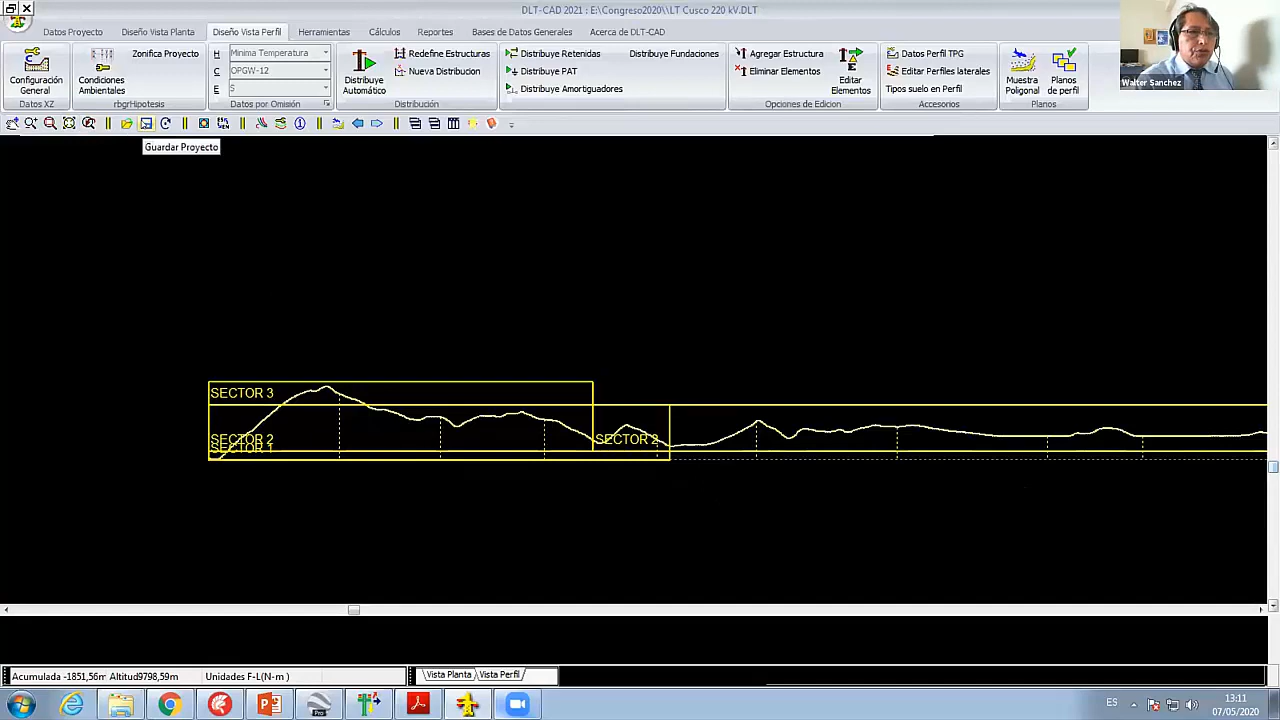 DLT-CAD 2021 : E:\Congreso2020\\LT Cusco 220 kV.DLT
Datos Proyecto Diseño Vista Planta Diseño Vista Perfil Herramientas Cálculos Reportes Bases de Datos Generales Acerca de DLT-CAD
Configuración General
Datos XZ
Condiciones Ambientales
Zonifica Proyecto
rbgrHipotesis
H Minima Temperatura
C OPGW-12
E S
Datos por Omisión
Distribuye Automático
Redefine Estructuras
Nueva Distribucion
Distribución
Distribuye Retenidas
Distribuye PAT
Distribuye Amortiguadores
Distribuye Fundaciones
Agregar Estructura
Eliminar Elementos
Editar Elementos
Opciones de Edicion
Datos Perfil TPG
Editar Perfiles laterales
Tipos suelo en Perfil
Accesorios
Muestra Poligonal
Planos de perfil
Planos
Walter Sanchez
Guardar Proyecto
SECTOR 3
SECTOR 2
SECTOR 1
SECTOR 2
Acumulada -1851,56m Altitud9798,59m Unidades F-L(N-m )
Vista Planta Vista Perfil
Pro
ES
13:11
07/05/2020